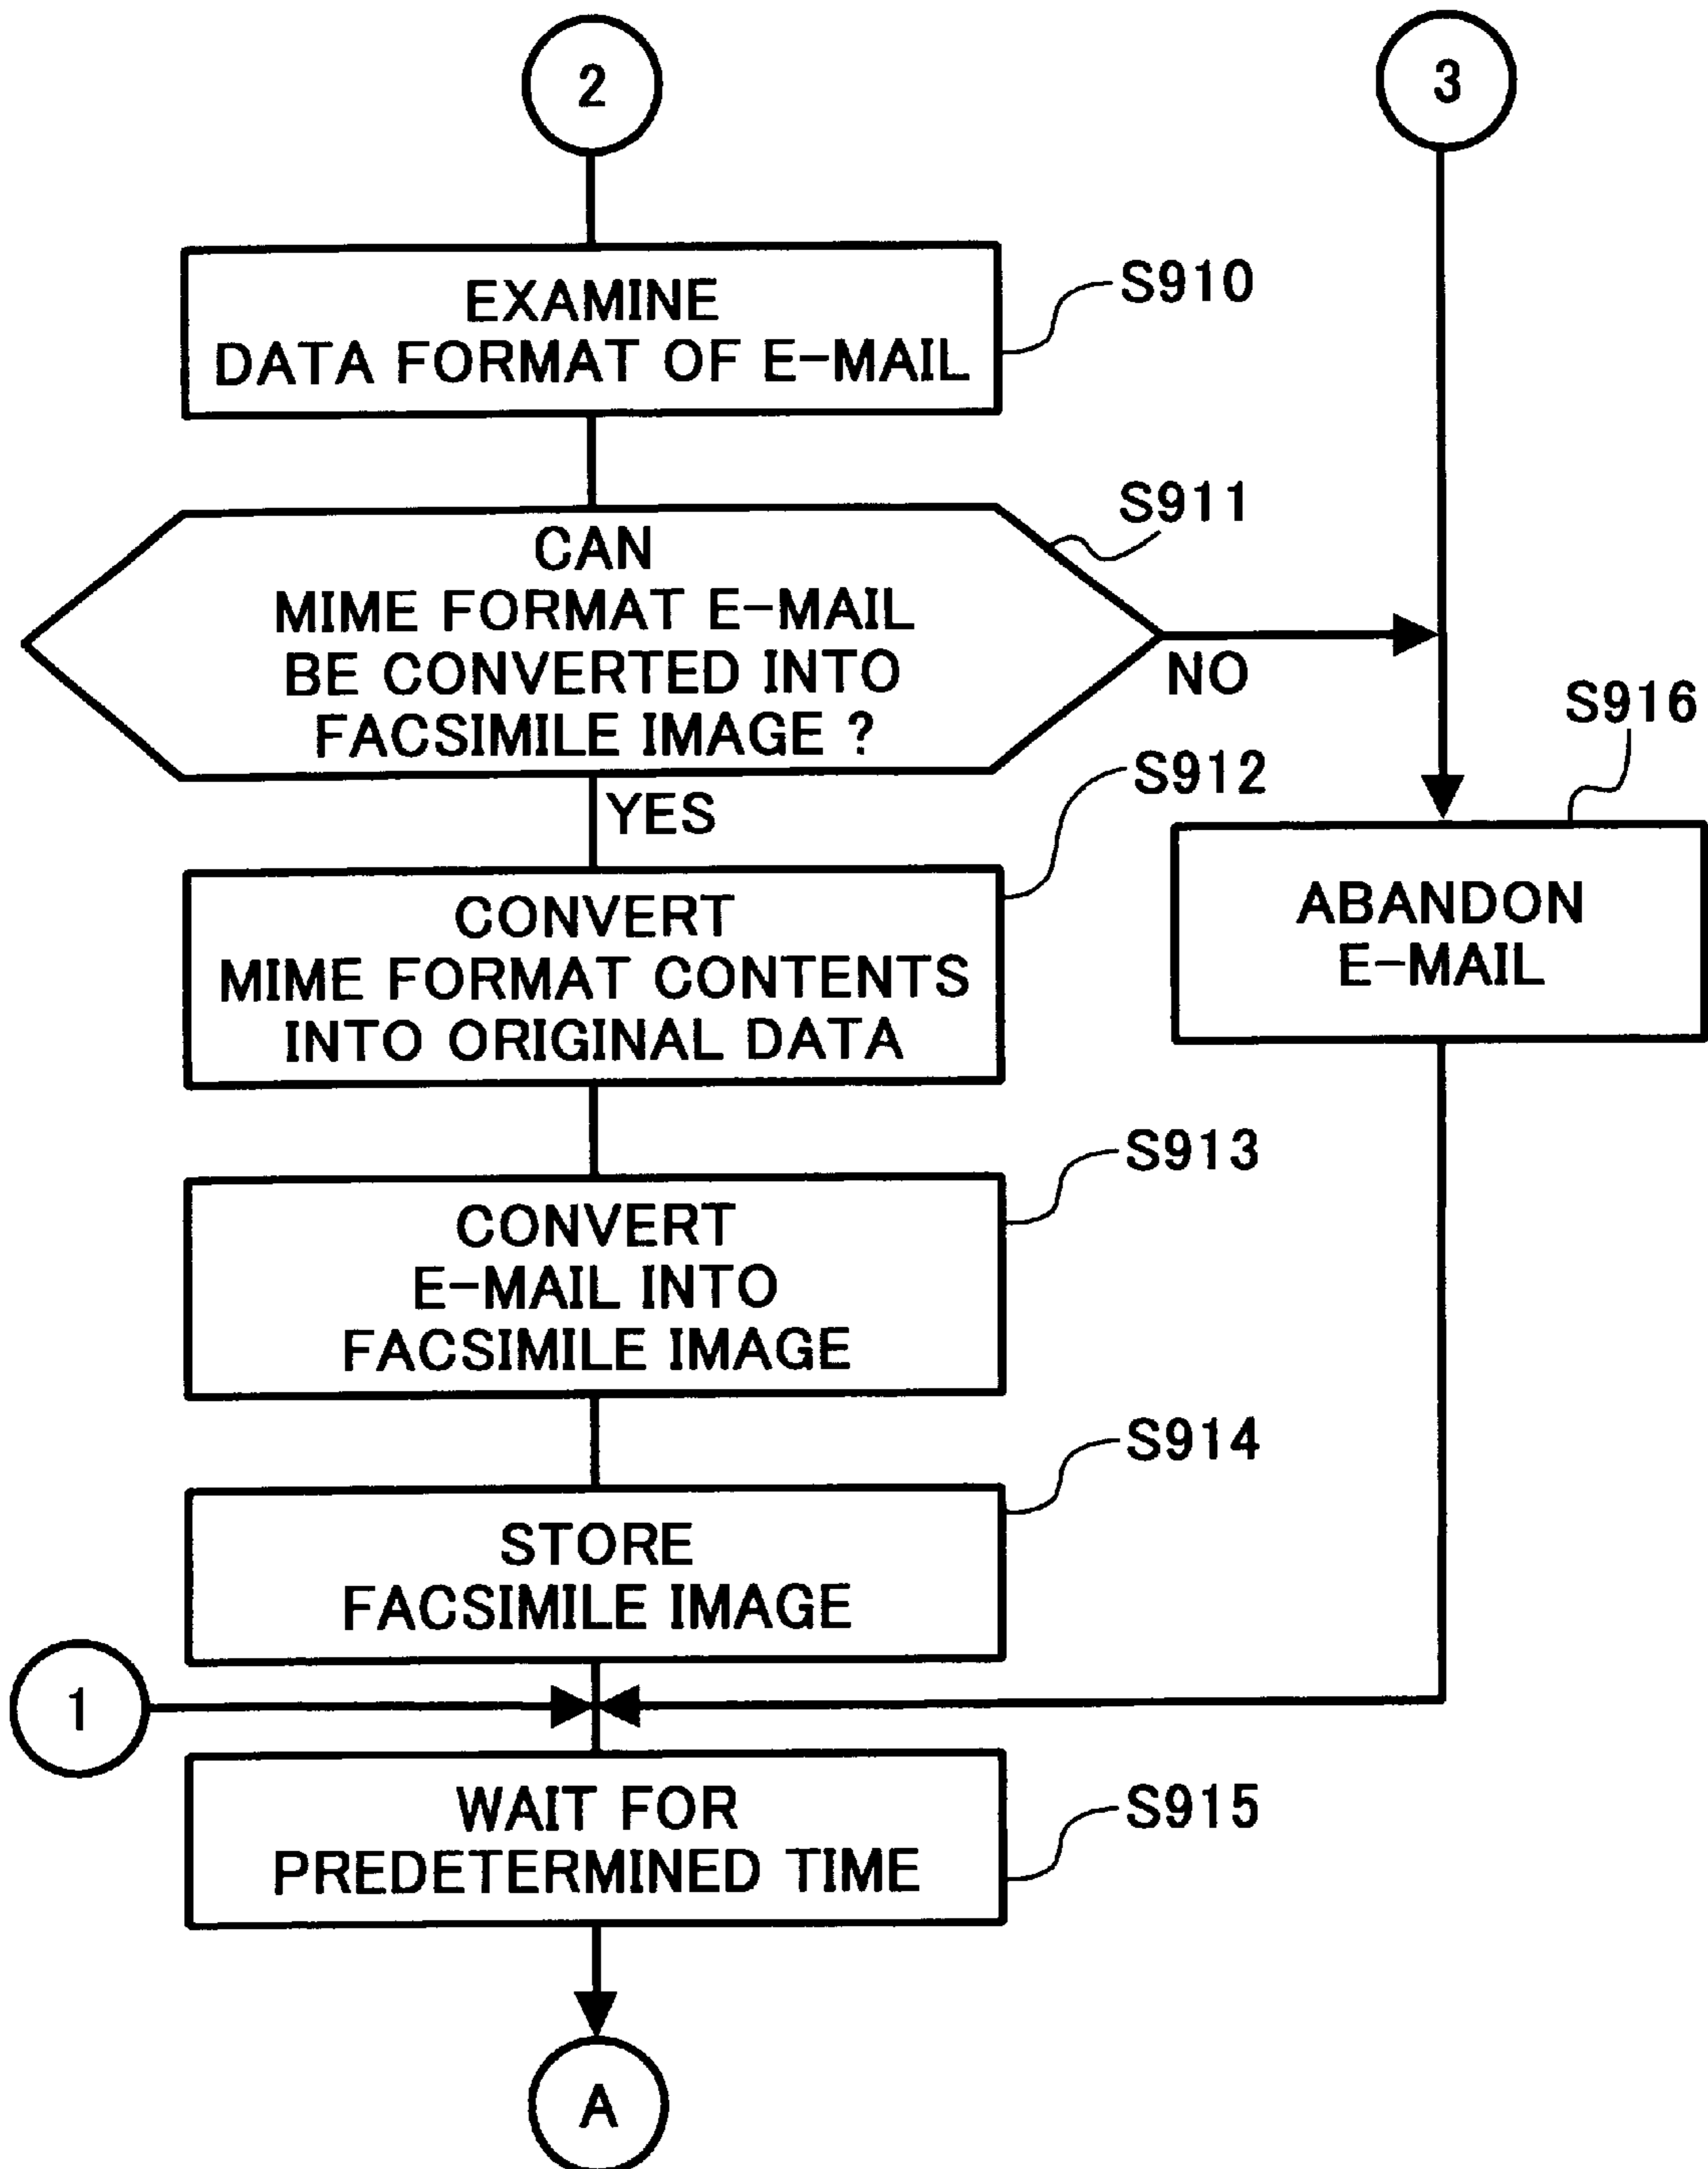 2
3
EXAMINE
DATA FORMAT OF E-MAIL
S910
CAN
MIME FORMAT E-MAIL
BE CONVERTED INTO
FACSIMILE IMAGE ?
S911
NO
YES
S916
ABANDON
E-MAIL
S912
CONVERT
MIME FORMAT CONTENTS
INTO ORIGINAL DATA
S913
CONVERT
E-MAIL INTO
FACSIMILE IMAGE
S914
STORE
FACSIMILE IMAGE
1
WAIT FOR
PREDETERMINED TIME
S915
A